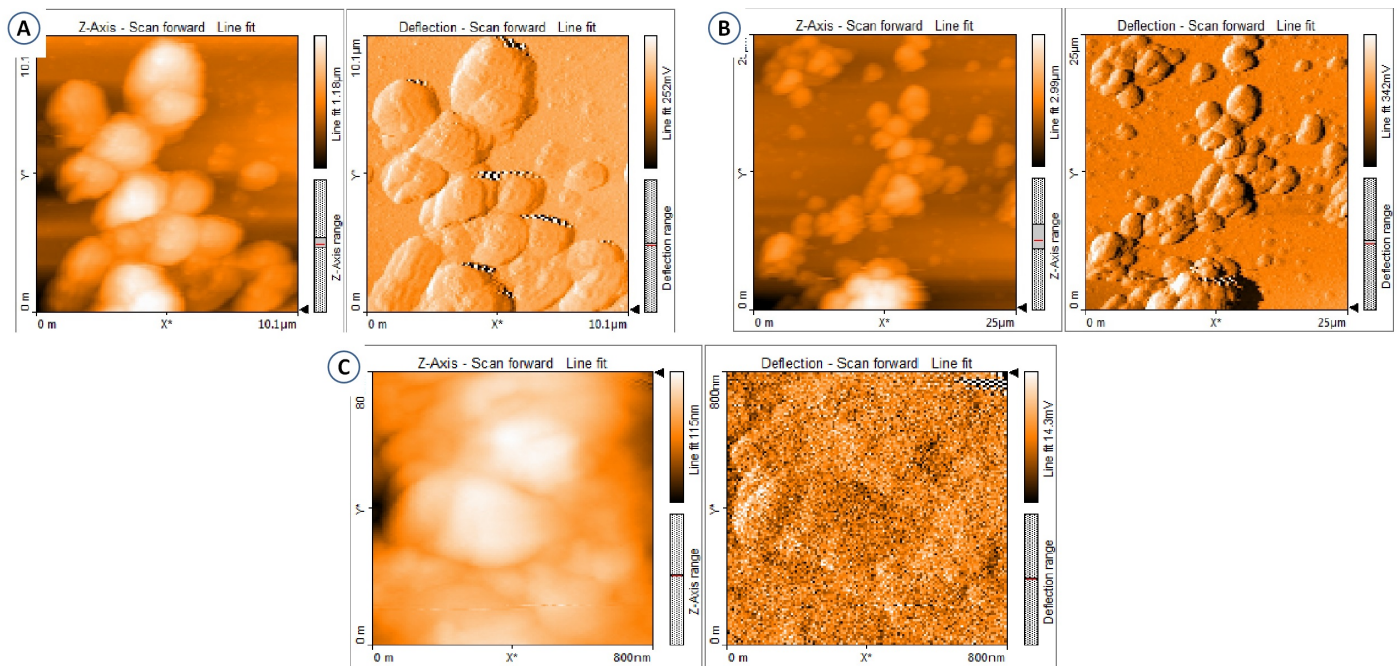 A
Z-Axis - Scan forward Line fit
10.1µm
Y*
0 m
0 m
X*
10.1µm
Line fit 1.18µm
Z-Axis range
Deflection - Scan forward Line fit
10.1µm
Y*
0 m
0 m
X*
10.1µm
Line fit 252mV
Deflection range
B
Z-Axis - Scan forward Line fit
Y*
0 m
0 m
X*
25µm
Line fit 2.99µm
Z-Axis range
Deflection - Scan forward Line fit
25µm
Y*
0 m
0 m
X*
25µm
Line fit 342mV
Deflection range
C
Z-Axis - Scan forward Line fit
80
Y*
0 m
0 m
X*
800nm
Line fit 115nm
Z-Axis range
Deflection - Scan forward Line fit
800nm
Y*
0 m
0 m
X*
800nm
Line fit 14.3mV
Deflection range